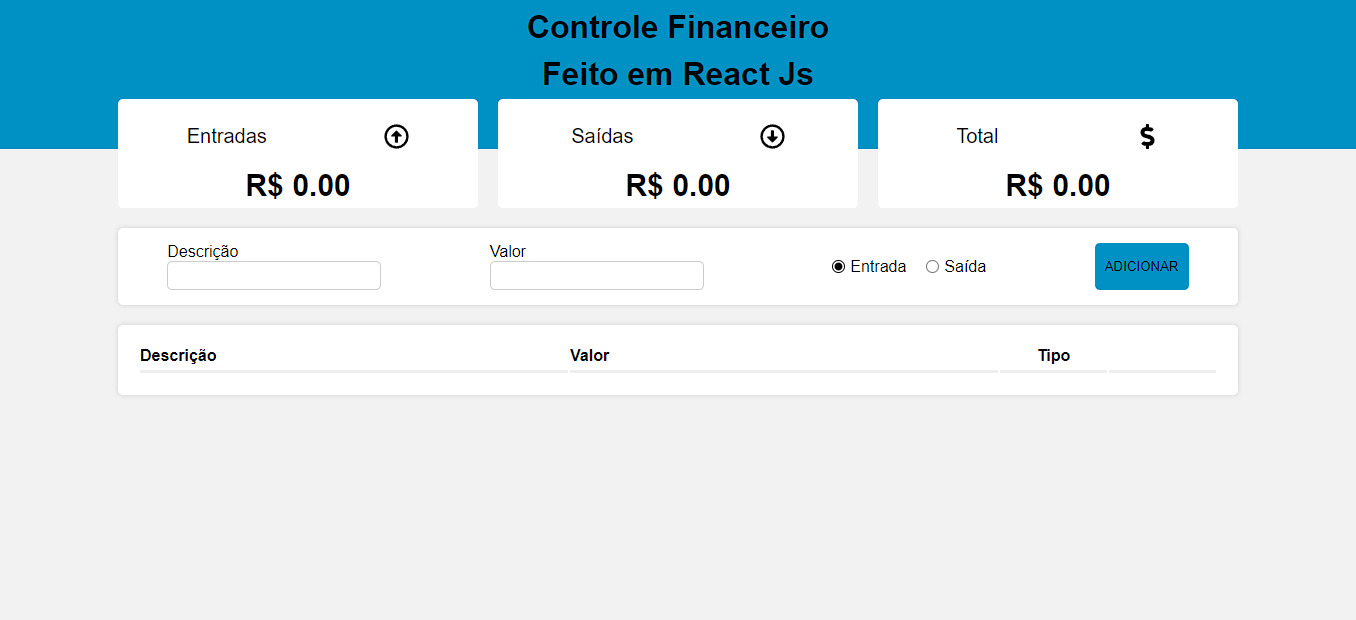 Controle Financeiro
Feito em React Js
Entradas
R$ 0.00
Saídas
R$ 0.00
Total
R$ 0.00
Descrição
Valor
Entrada Saída
ADICIONAR
Descrição Valor Tipo